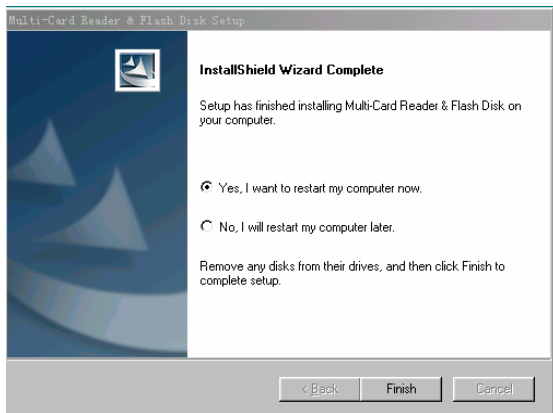 Multi-Card Reader & Flash Disk Setup
InstallShield Wizard Complete
Setup has finished installing Multi-Card Reader & Flash Disk on
your computer.
Yes, I want to restart my computer now.
No, I will restart my computer later.
Remove any disks from their drives, and then click Finish to
complete setup.
< Back Finish Cancel